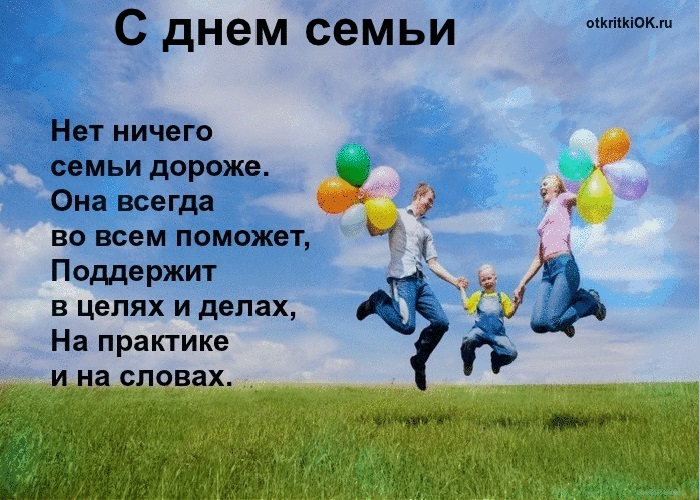 С днем семьи
otkritkiOK.ru
Нет ничего
семьи дороже.
Она всегда
во всем поможет,
Поддержит
в целях и делах,
На практике
и на словах.